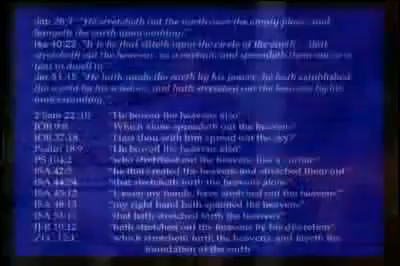 Job 26:7 "He stretcheth out the north over the empty place, and
hangeth the earth upon nothing."
Isa 40:22 "It is he that sitteth upon the circle of the earth... that
stretcheth out the heavens as a curtain, and spreadeth them out as a
tent to dwell in"
Jer 51:15 "He hath made the earth by his power, he hath established
the world by his wisdom, and hath stretched out the heavens by his
understanding."
2 Sam 22:10 "He bowed the heavens also"
JOB 9:8 "Which alone spreadeth out the heavens"
JOB 37:18 "Hast thou with him spread out the sky?"
Psalm 18:9 "He bowed the heavens also"
PS 104:2 "who stretchest out the heavens like a curtain"
ISA 42:5 "he that created the heavens and stretched them out"
ISA 44:24 "that stretcheth forth the heavens alone"
ISA 45:12 "I, even my hands, have stretched out the heavens"
ISA 48:13 "my right hand hath spanned the heavens"
ISA 51:13 "that hath stretched forth the heavens"
JER 10:12 "hath stretched out the heavens by his discretion"
ZEC 12:1 "which stretcheth forth the heavens, and layeth the
foundation of the earth"